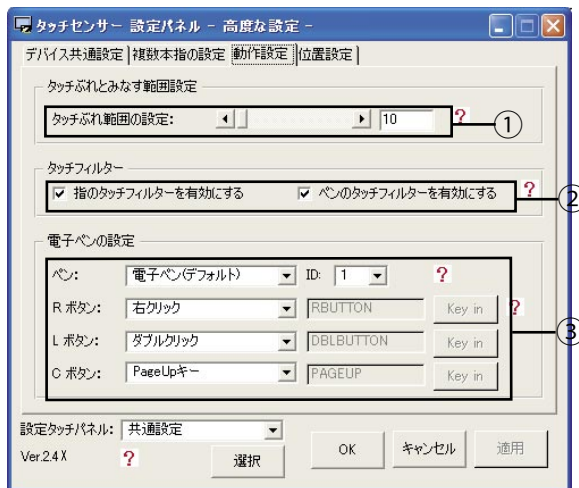 タッチセンサー 設定パネル - 高度な設定 -
デバイス共通設定 複数本指の設定 動作設定 位置設定
タッチぶれとみなす範囲設定
タッチぶれ範囲の設定: 10 ? ①
タッチフィルター
指のタッチフィルターを有効にする ペンのタッチフィルターを有効にする ? ②
電子ペンの設定
ペン: 電子ペン(デフォルト) ID: 1 ?
R ボタン: 右クリック RBUTTON Key in ?
L ボタン: ダブルクリック DBLBUTTON Key in ③
C ボタン: PageUpキー PAGEUP Key in
設定タッチパネル: 共通設定
Ver.2.4X ? 選択 OK キャンセル 適用